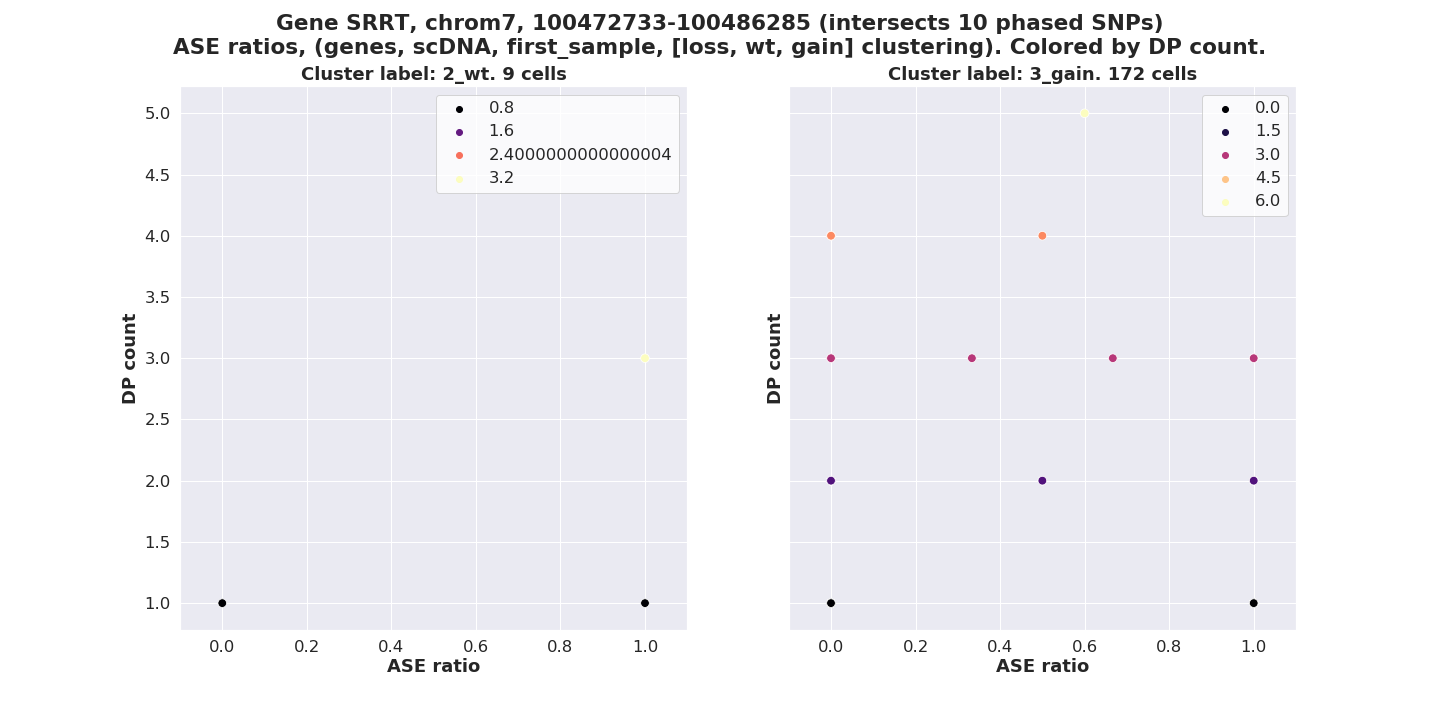 Gene SRRT, chrom7, 100472733-100486285 (intersects 10 phased SNPs)
ASE ratios, (genes, scDNA, first_sample, [loss, wt, gain] clustering). Colored by DP count.
Cluster label: 2_wt. 9 cells
0.8
1.6
2.4000000000000004
3.2
5.0
4.5
4.0
3.5
3.0
2.5
2.0
1.5
1.0
DP count
0.0 0.2 0.4 0.6 0.8 1.0
ASE ratio
Cluster label: 3_gain. 172 cells
0.0
1.5
3.0
4.5
6.0
DP count
0.0 0.2 0.4 0.6 0.8 1.0
ASE ratio